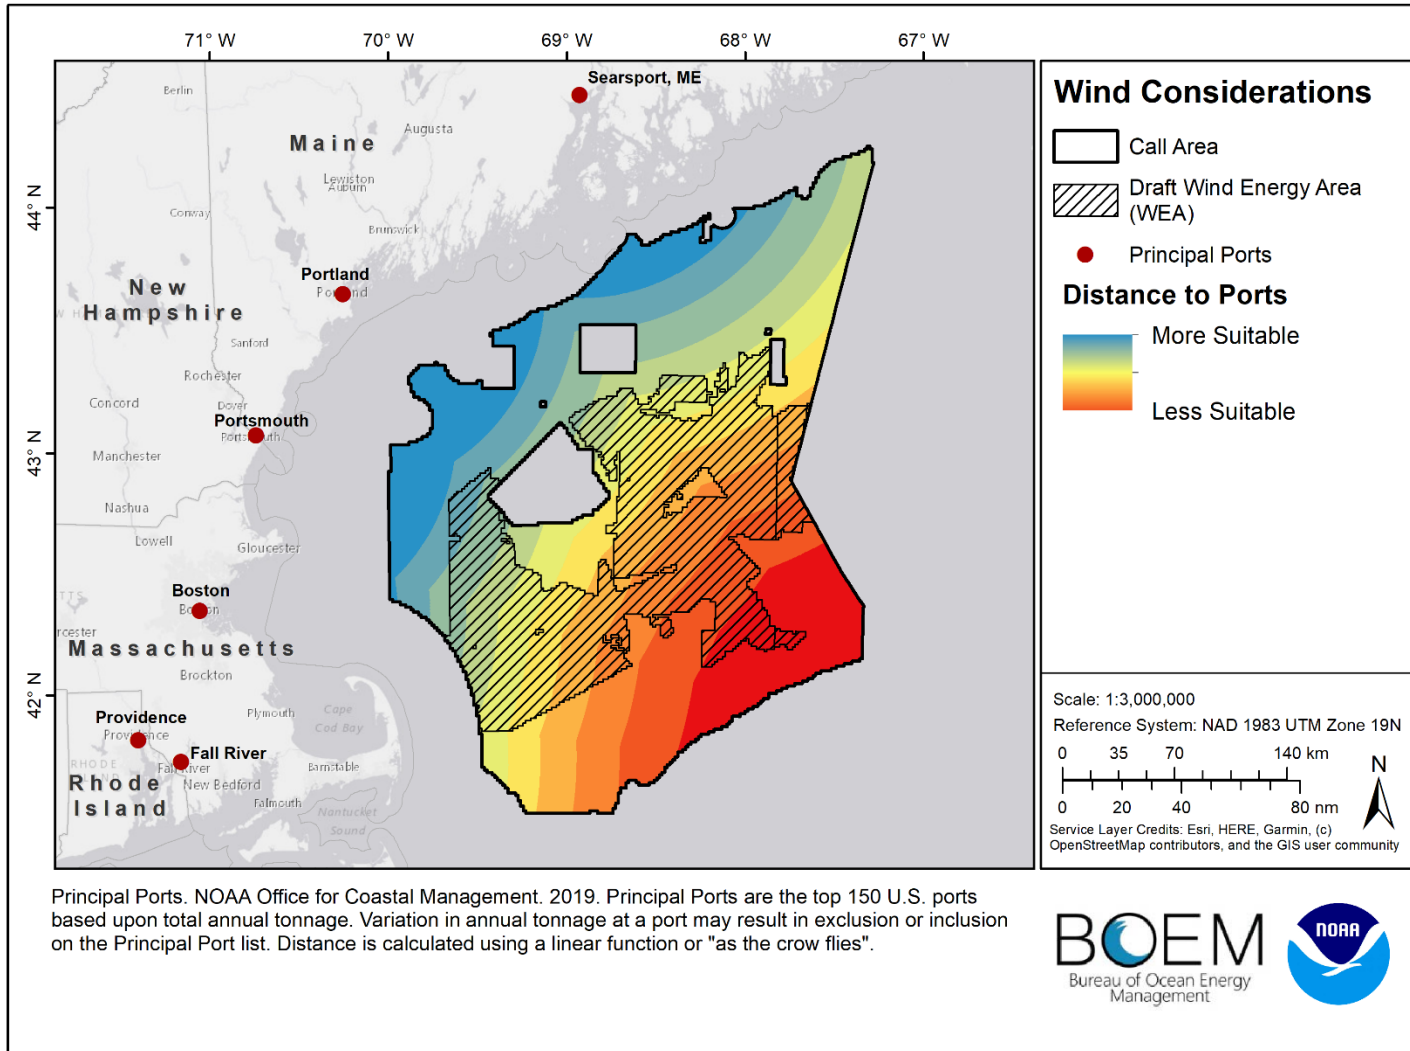 71° W
70° W
69° W
68° W
67° W
44° N
43° N
42° N
Searsport, ME
Berlin
Augusta
Maine
Lewiston
Auburn
Conway
Brunswick
Portland
Portland
New
Hampshire
Sanford
Rochester
Concord
Dover
Portsmouth
Portsmouth
Manchester
Nashua
Lowell
Gloucester
Boston
Boston
Massachusetts
Brockton
Plymouth
Cape
Cod Bay
Providence
Providence
Fall River
Fall River
RHODE
Barnstable
New Bedford
Rhode
Island
Falmouth
Nantucket
Sound
Wind Considerations
Call Area
Draft Wind Energy Area
(WEA)
Principal Ports
Distance to Ports
More Suitable
Less Suitable
Scale: 1:3,000,000
Reference System: NAD 1983 UTM Zone 19N
0 35 70 140 km
0 20 40 80 nm
N
Service Layer Credits: Esri, HERE, Garmin, (c)
OpenStreetMap contributors, and the GIS user community
Principal Ports. NOAA Office for Coastal Management. 2019. Principal Ports are the top 150 U.S. ports
based upon total annual tonnage. Variation in annual tonnage at a port may result in exclusion or inclusion
on the Principal Port list. Distance is calculated using a linear function or "as the crow flies".
BOEM
Bureau of Ocean Energy
Management
NOAA